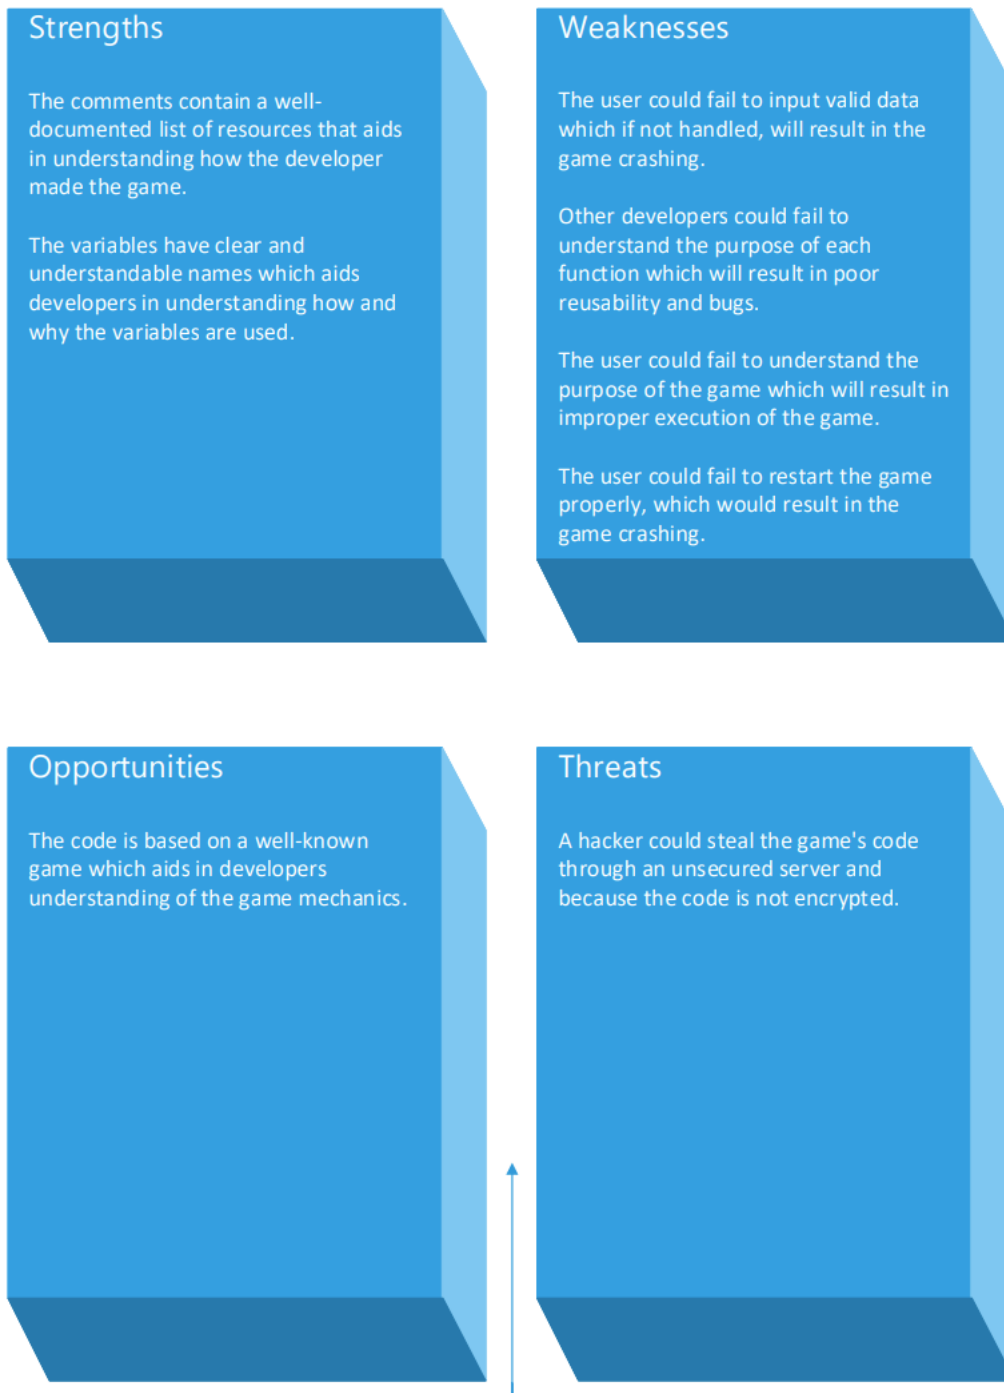 Strengths
The comments contain a well-
documented list of resources that aids
in understanding how the developer
made the game.
The variables have clear and
understandable names which aids
developers in understanding how and
why the variables are used.
Weaknesses
The user could fail to input valid data
which if not handled, will result in the
game crashing.
Other developers could fail to
understand the purpose of each
function which will result in poor
reusability and bugs.
The user could fail to understand the
purpose of the game which will result in
improper execution of the game.
The user could fail to restart the game
properly, which would result in the
game crashing.
Opportunities
The code is based on a well-known
game which aids in developers
understanding of the game mechanics.
Threats
A hacker could steal the game's code
through an unsecured server and
because the code is not encrypted.